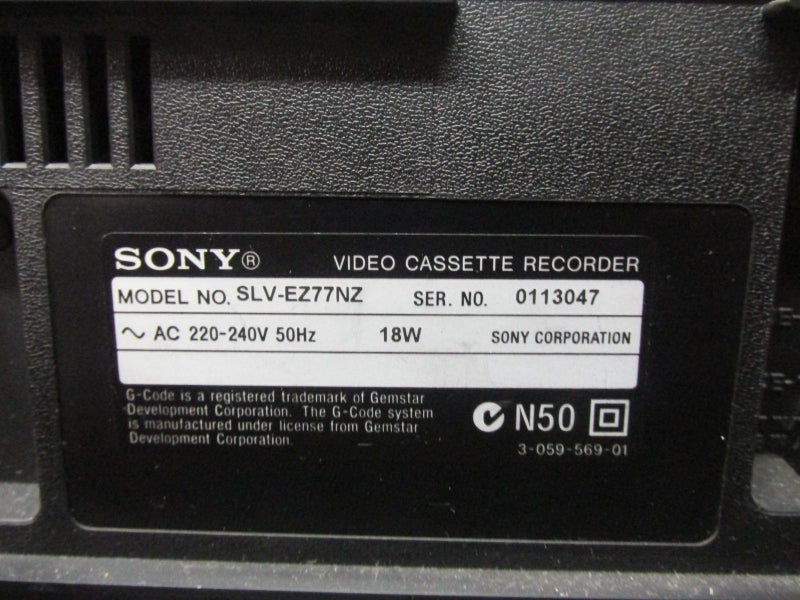 SONY® VIDEO CASSETTE RECORDER
MODEL NO. SLV-EZ77NZ SER. NO. 0113047
~ AC 220-240V 50Hz 18W SONY CORPORATION
G-Code is a registered trademark of Gemstar
Development Corporation. The G-Code system
is manufactured under license from Gemstar
Development Corporation.
N50
3-059-569-01